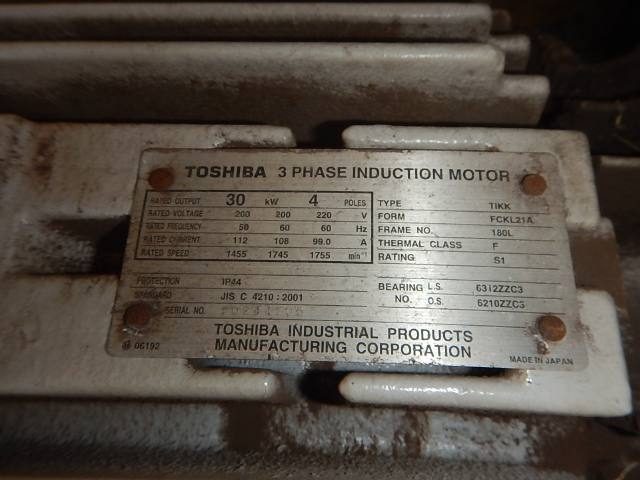 TOSHIBA 3 PHASE INDUCTION MOTOR
RATED OUTPUT 30 kW 4 POLES
RATED VOLTAGE 200 200 220 V
RATED FREQUENCY 50 60 60 Hz
RATED CURRENT 112 108 99.0 A
RATED SPEED 1455 1745 1755 min⁻¹
TYPE TIKK
FORM FCKL21A
FRAME NO. 180L
THERMAL CLASS F
RATING S1
PROTECTION IP44
STANDARD JIS C 4210:2001
SERIAL NO.
BEARING L.S. 6312ZZC3
NO. O.S. 6210ZZC3
TOSHIBA INDUSTRIAL PRODUCTS
MANUFACTURING CORPORATION
06192
MADE IN JAPAN